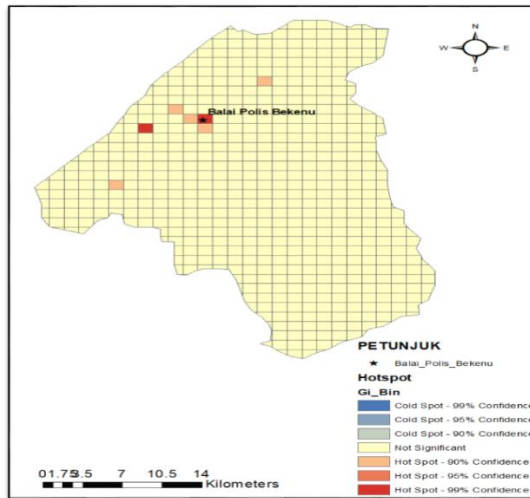 N
W E
S
Balai Polis Bekenu
PETUNJUK
★ Balai_Polis_Bekenu
Hotspot
Gi_Bin
Cold Spot - 99% Confidence
Cold Spot - 95% Confidence
Cold Spot - 90% Confidence
Not Significant
Hot Spot - 90% Confidence
Hot Spot - 95% Confidence
Hot Spot - 99% Confidence
01.753.5 7 10.5 14
Kilometers